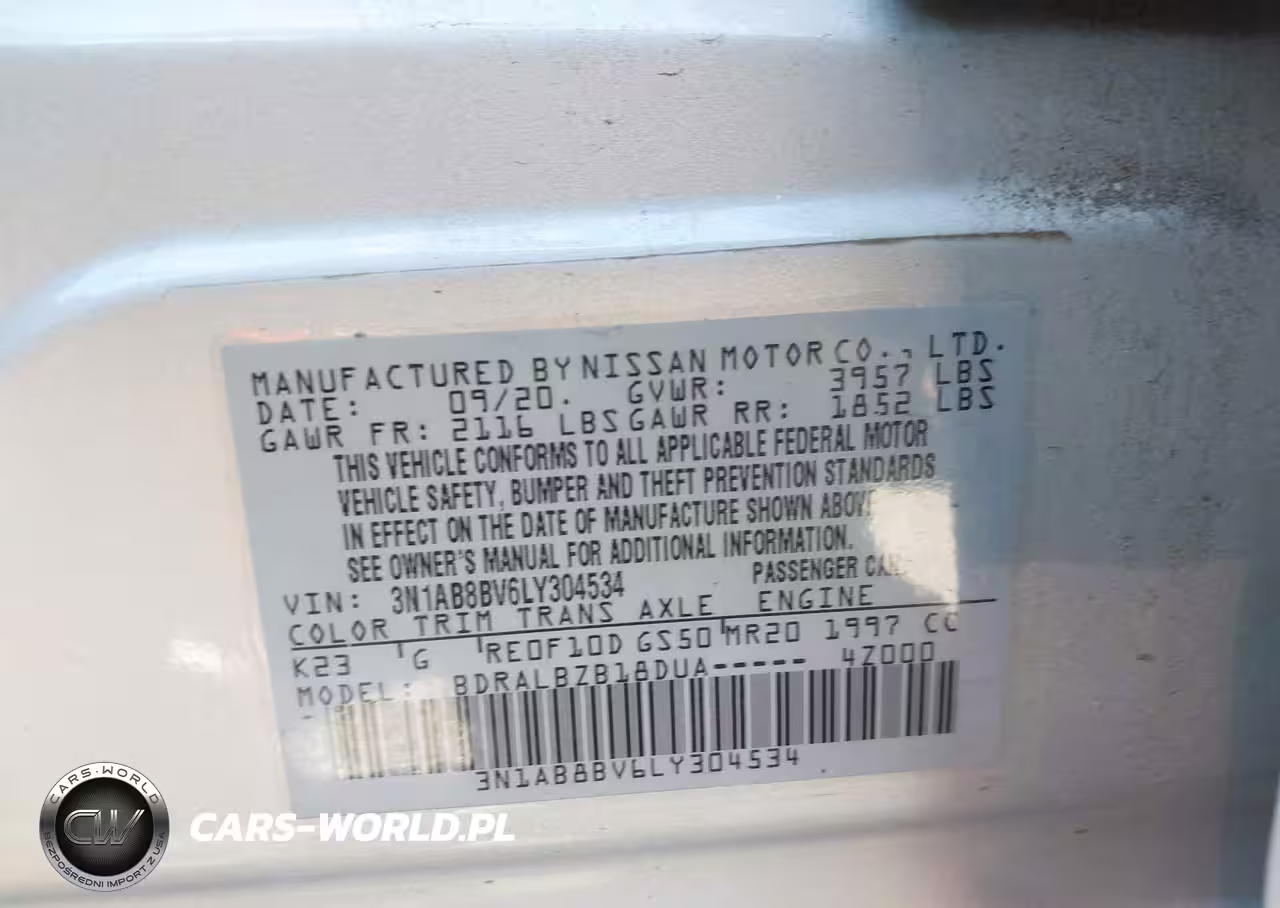 MANUFACTURED BY NISSAN MOTOR CO., LTD.
DATE: 09/20. GVWR: 3957 LBS
GAWR FR: 2116 LBS GAWR RR: 1852 LBS
THIS VEHICLE CONFORMS TO ALL APPLICABLE FEDERAL MOTOR
VEHICLE SAFETY, BUMPER AND THEFT PREVENTION STANDARDS
IN EFFECT ON THE DATE OF MANUFACTURE SHOWN ABOVE
SEE OWNER'S MANUAL FOR ADDITIONAL INFORMATION.
VIN: 3N1AB8BV6LY304534 PASSENGER CAR
COLOR TRIM TRANS AXLE ENGINE
K23 G RE0F10D GS50 MR20 1997 CC
MODEL: BDRALBZB18DUA----- 4Z000
3N1AB8BV6LY304534
CARS-WORLD
CW
BEZPOŚREDNI IMPORT Z USA
CARS-WORLD.PL